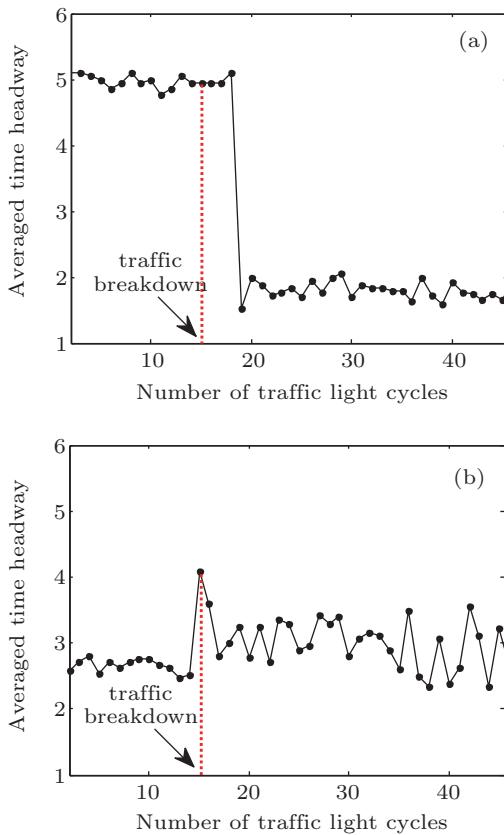 (a)
Averaged time headway
6
5
4
3
2
1
traffic
breakdown
10
20
30
40
Number of traffic light cycles
(b)
Averaged time headway
6
5
4
3
2
1
traffic
breakdown
10
20
30
40
Number of traffic light cycles